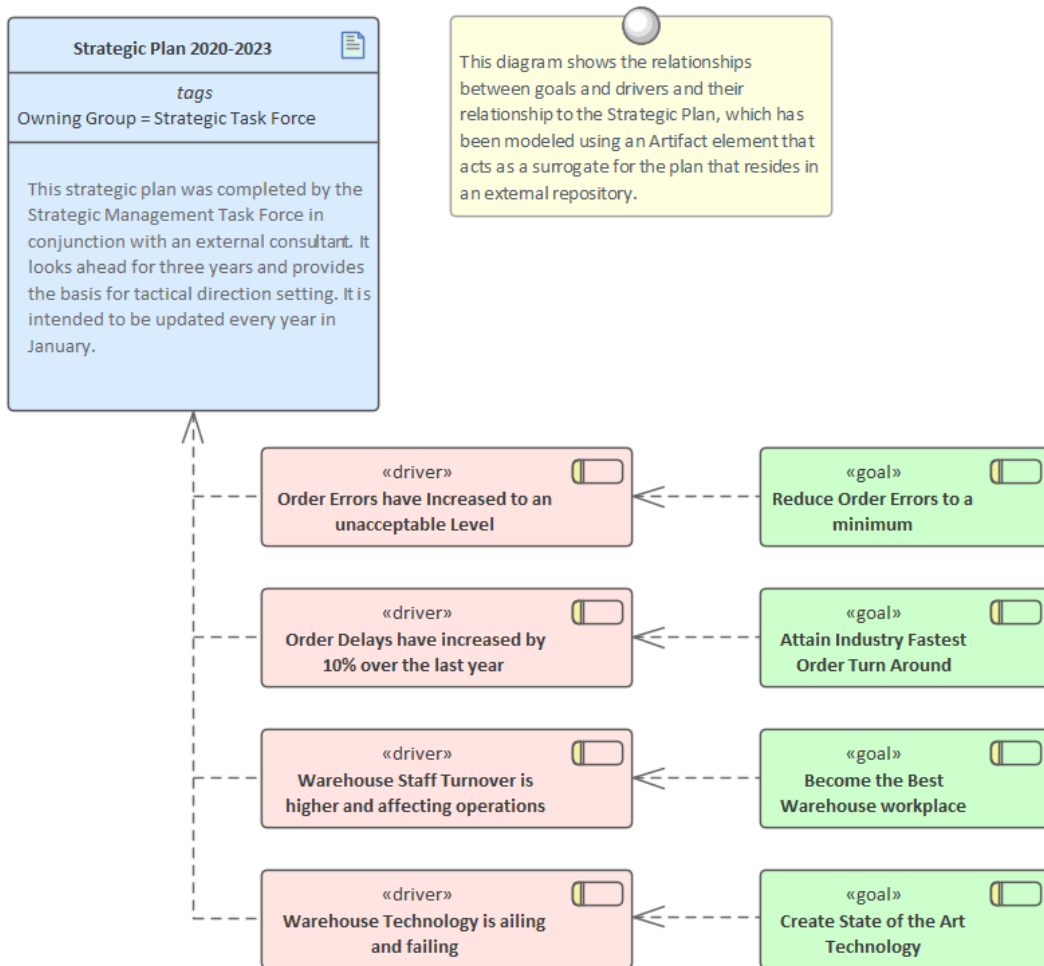 Strategic Plan 2020-2023
tags
Owning Group = Strategic Task Force
This strategic plan was completed by the
Strategic Management Task Force in
conjunction with an external consultant. It
looks ahead for three years and provides
the basis for tactical direction setting. It is
intended to be updated every year in
January.
This diagram shows the relationships
between goals and drivers and their
relationship to the Strategic Plan, which has
been modeled using an Artifact element that
acts as a surrogate for the plan that resides in
an external repository.
«driver»
Order Errors have Increased to an
unacceptable Level
«goal»
Reduce Order Errors to a
minimum
«driver»
Order Delays have increased by
10% over the last year
«goal»
Attain Industry Fastest
Order Turn Around
«driver»
Warehouse Staff Turnover is
higher and affecting operations
«goal»
Become the Best
Warehouse workplace
«driver»
Warehouse Technology is ailing
and failing
«goal»
Create State of the Art
Technology